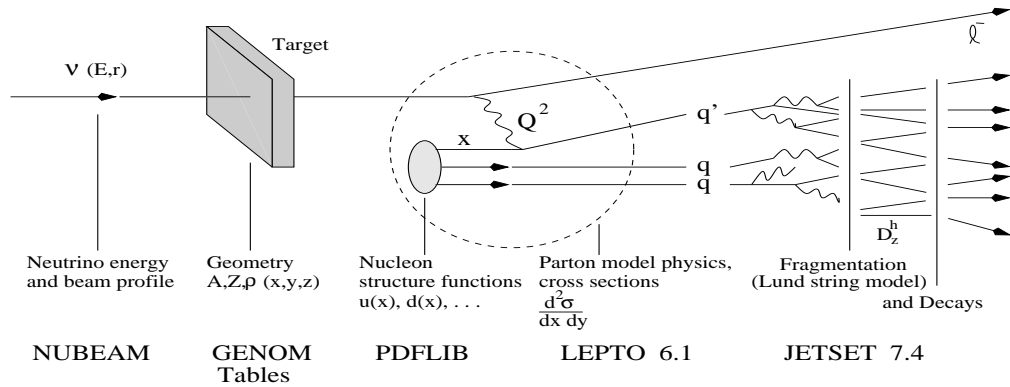 ν (E,r)
Target
ℓ⁻
Q²
x
q'
q
q
D_z^h
Neutrino energy
and beam profile
Geometry
A,Z,ρ (x,y,z)
Nucleon
structure functions
u(x), d(x), . . .
Parton model physics,
cross sections
d²σ
dx dy
Fragmentation
(Lund string model)
and Decays
NUBEAM
GENOM
Tables
PDFLIB
LEPTO 6.1
JETSET 7.4